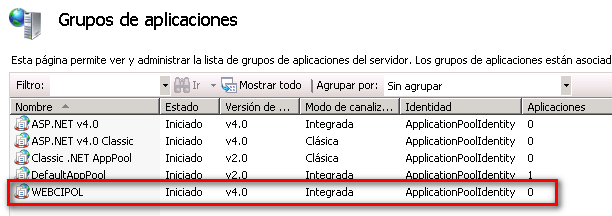 Grupos de aplicaciones
Esta página permite ver y administrar la lista de grupos de aplicaciones del servidor. Los grupos de aplicaciones están asociad
Filtro: Ir Mostrar todo Agrupar por: Sin agrupar
Nombre Estado Versión de ... Modo de canaliz... Identidad Aplicaciones
ASP.NET v4.0 Iniciado v4.0 Integrada ApplicationPoolIdentity 0
ASP.NET v4.0 Classic Iniciado v4.0 Clásica ApplicationPoolIdentity 0
Classic .NET AppPool Iniciado v2.0 Clásica ApplicationPoolIdentity 0
DefaultAppPool Iniciado v2.0 Integrada ApplicationPoolIdentity 1
WEBCIPOL Iniciado v4.0 Integrada ApplicationPoolIdentity 0